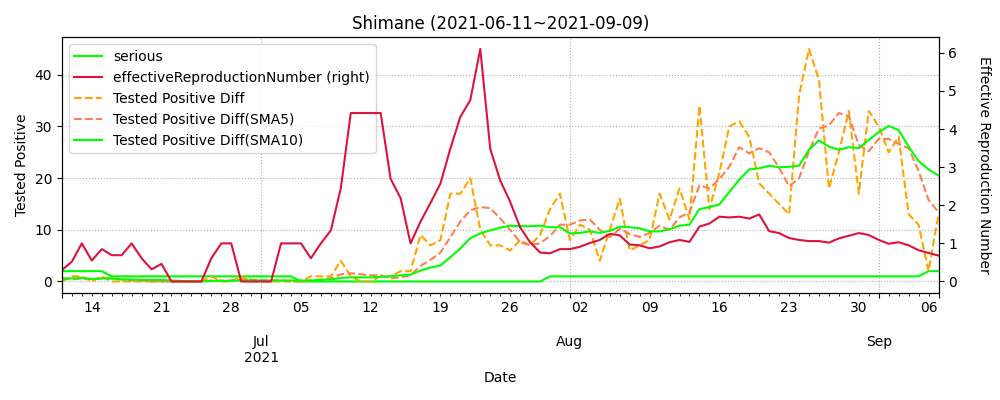 Shimane (2021-06-11~2021-09-09)
serious
effectiveReproductionNumber (right)
Tested Positive Diff
Tested Positive Diff(SMA5)
Tested Positive Diff(SMA10)
Tested Positive
40
30
20
10
0
Effective Reproduction Number
6
5
4
3
2
1
0
14 21 28 05 12 19 26 02 09 16 23 30 06
Jul Aug Sep
2021
Date